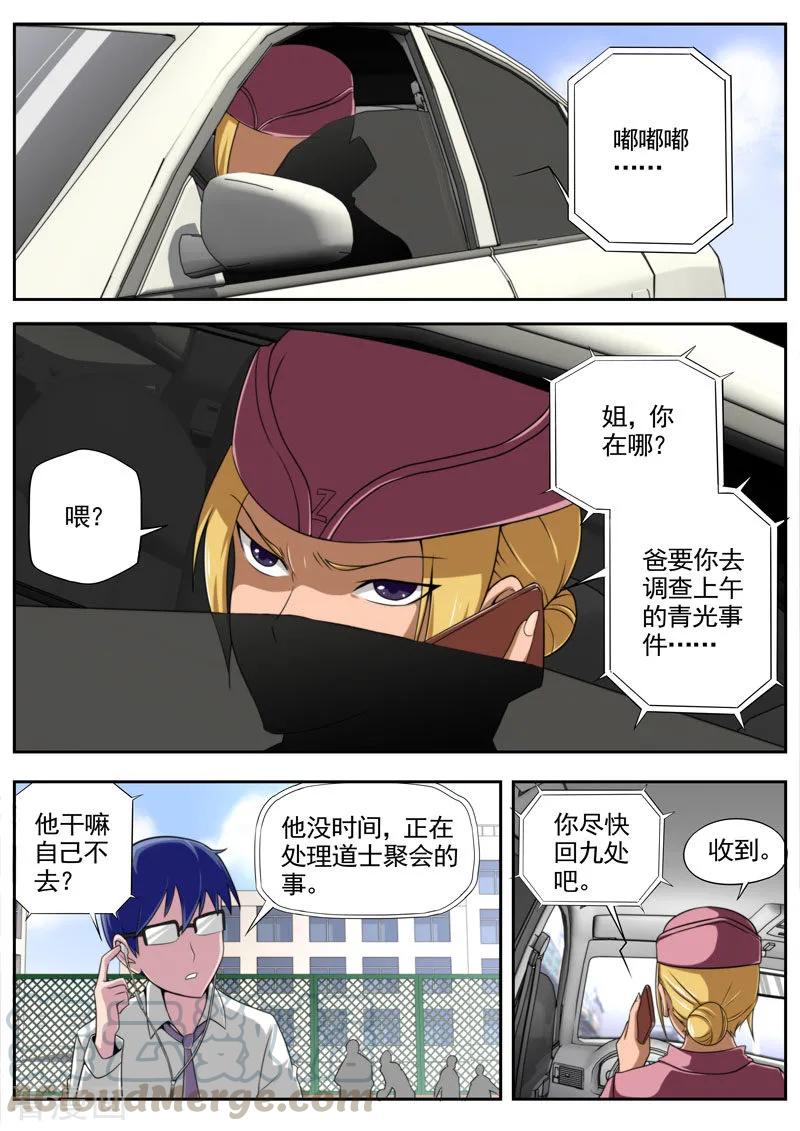 嘟嘟嘟
……
喂？
姐，你
在哪？
爸要你去
调查上午
的青光事
件……
Z
他干嘛
自己不
去？
他没时间，正在
处理道士聚会的
事。
你尽快
回九处
吧。
收到。
AcloudMerge.com